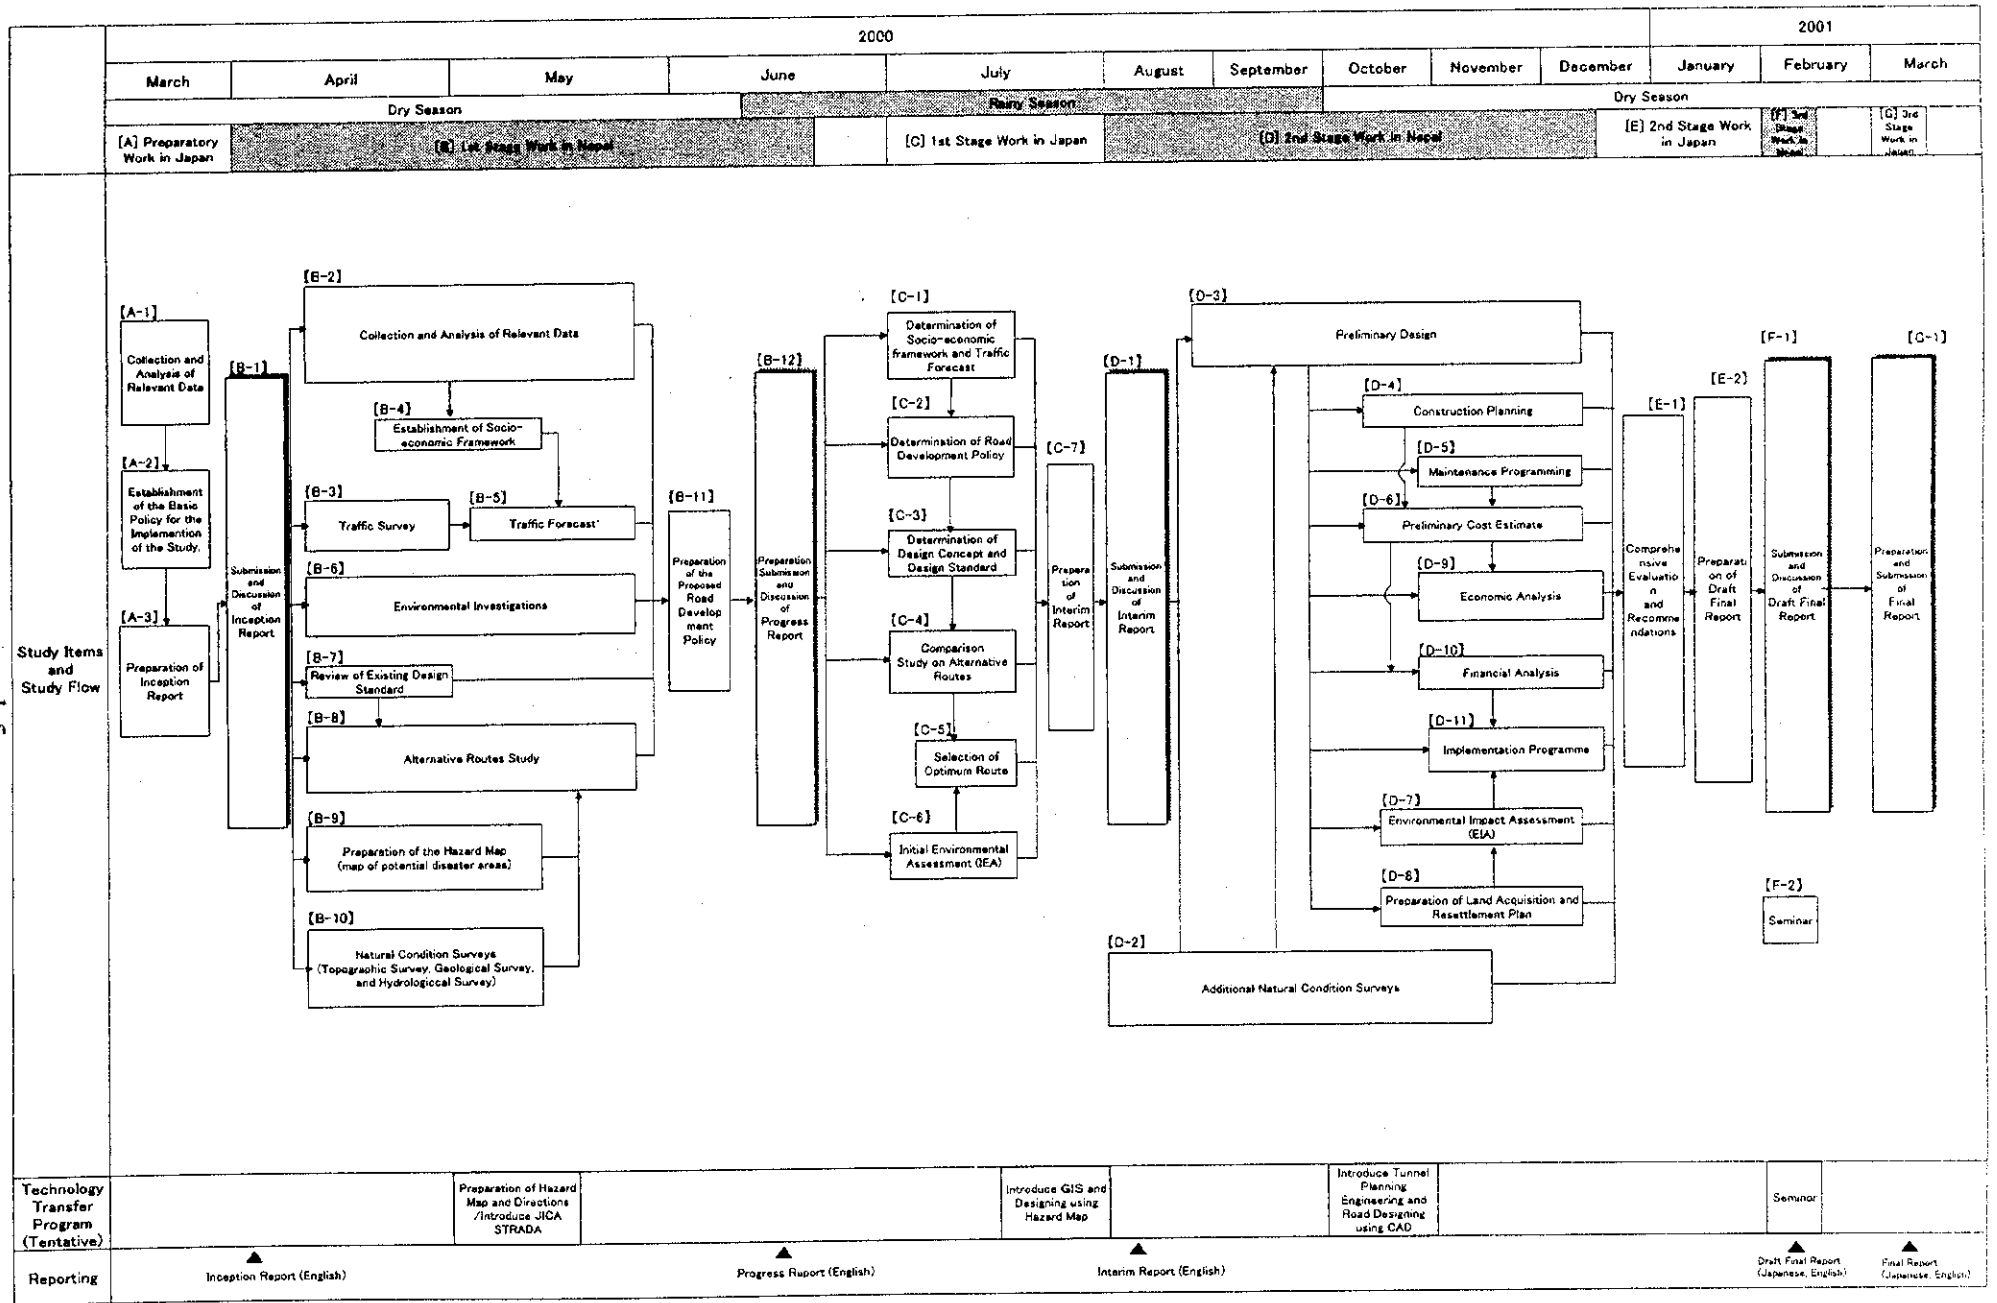 2000
2001
March
April
May
June
July
August
September
October
November
December
January
February
March
Dry Season
Rainy Season
Dry Season
[A] Preparatory
Work in Japan
[B] 1st Stage Work in Nepal
[C] 1st Stage Work in Japan
[D] 2nd Stage Work in Nepal
[E] 2nd Stage Work
in Japan
[F] 3rd
Stage
Work in
Nepal
[G] 3rd
Stage
Work in
Japan
Study Items
and
Study Flow
[A-1]
Collection and
Analysis of
Relevant Data
[A-2]
Establishment
of the Basic
Policy for the
Implemention
of the Study.
[A-3]
Preparation of
Inception
Report
[B-1]
Submission
and
Discussion
of
Inception
Report
[B-2]
Collection and Analysis of Relevant Data
[B-4]
Establishment of Socio-
economic Framework
[B-3]
Traffic Survey
[B-5]
Traffic Forecast
[B-6]
Environmental Investigations
[B-7]
Review of Existing Design
Standard
[B-8]
Alternative Routes Study
[B-9]
Preparation of the Hazard Map
(map of potential disaster areas)
[B-10]
Natural Condition Surveys
(Topographic Survey, Geological Survey,
and Hydrologiccal Survey)
[B-11]
Preparation
of the
Proposed
Road
Develop
ment
Policy
[B-12]
Preparation
Submission
and
Discussion
of
Progress
Report
[C-1]
Determination of
Socio-economic
framework and Traffic
Forecast
[C-2]
Determination of Road
Development Policy
[C-3]
Determination of
Design Concept and
Design Standard
[C-4]
Comparison
Study on Alternative
Routes
[C-5]
Selection of
Optimum Route
[C-6]
Initial Environmental
Assessment (IEA)
[C-7]
Prepara
tion
of
Interim
Report
[D-1]
Submission
and
Discussion
of
Interim
Report
[D-3]
Preliminary Design
[D-4]
Construction Planning
[D-5]
Maintenance Programming
[D-6]
Preliminary Cost Estimate
[D-9]
Economic Analysis
[D-10]
Financial Analysis
[D-11]
Implementation Programme
[D-7]
Environmental Impact Assessment
(EIA)
[D-8]
Preparation of Land Acquisition and
Resettlement Plan
[D-2]
Additional Natural Condition Surveys
[E-1]
Comprehe
nsive
Evaluatio
n
and
Recomme
ndations
[E-2]
Preparati
on of
Draft
Final
Report
[F-1]
Submission
and
Discussion
of
Draft Final
Report
[F-2]
Seminar
[G-1]
Preparation
and
Submission
of
Final
Report
Technology
Transfer
Program
(Tentative)
Preparation of Hazard
Map and Directions
/Introduce JICA
STRADA
Introduce GIS and
Designing using
Hazard Map
Introduce Tunnel
Planning
Engineering and
Road Designing
using CAD
Seminar
Reporting
Inception Report (English)
Progress Report (English)
Interim Report (English)
Draft Final Report
(Japanese, English)
Final Report
(Japanese, English)